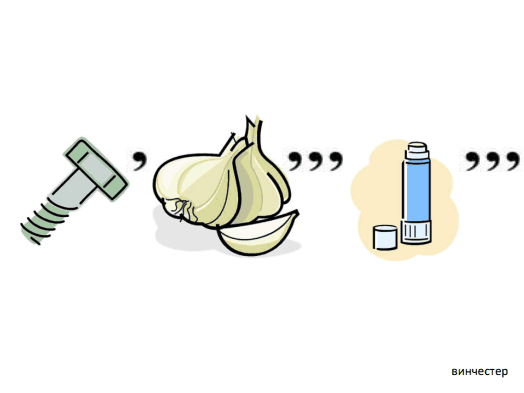 , ,,, ,,,
винчестер